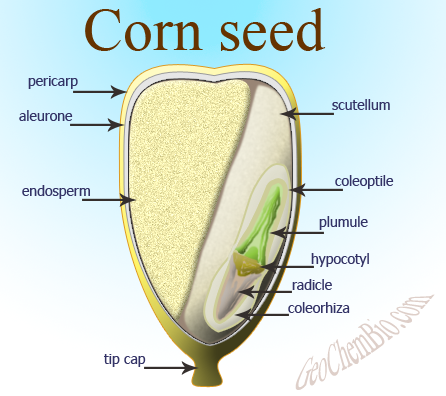 Corn seed
pericarp
scutellum
aleurone
coleoptile
endosperm
plumule
hypocotyl
radicle
coleorhiza
tip cap
GeoChemBio.com